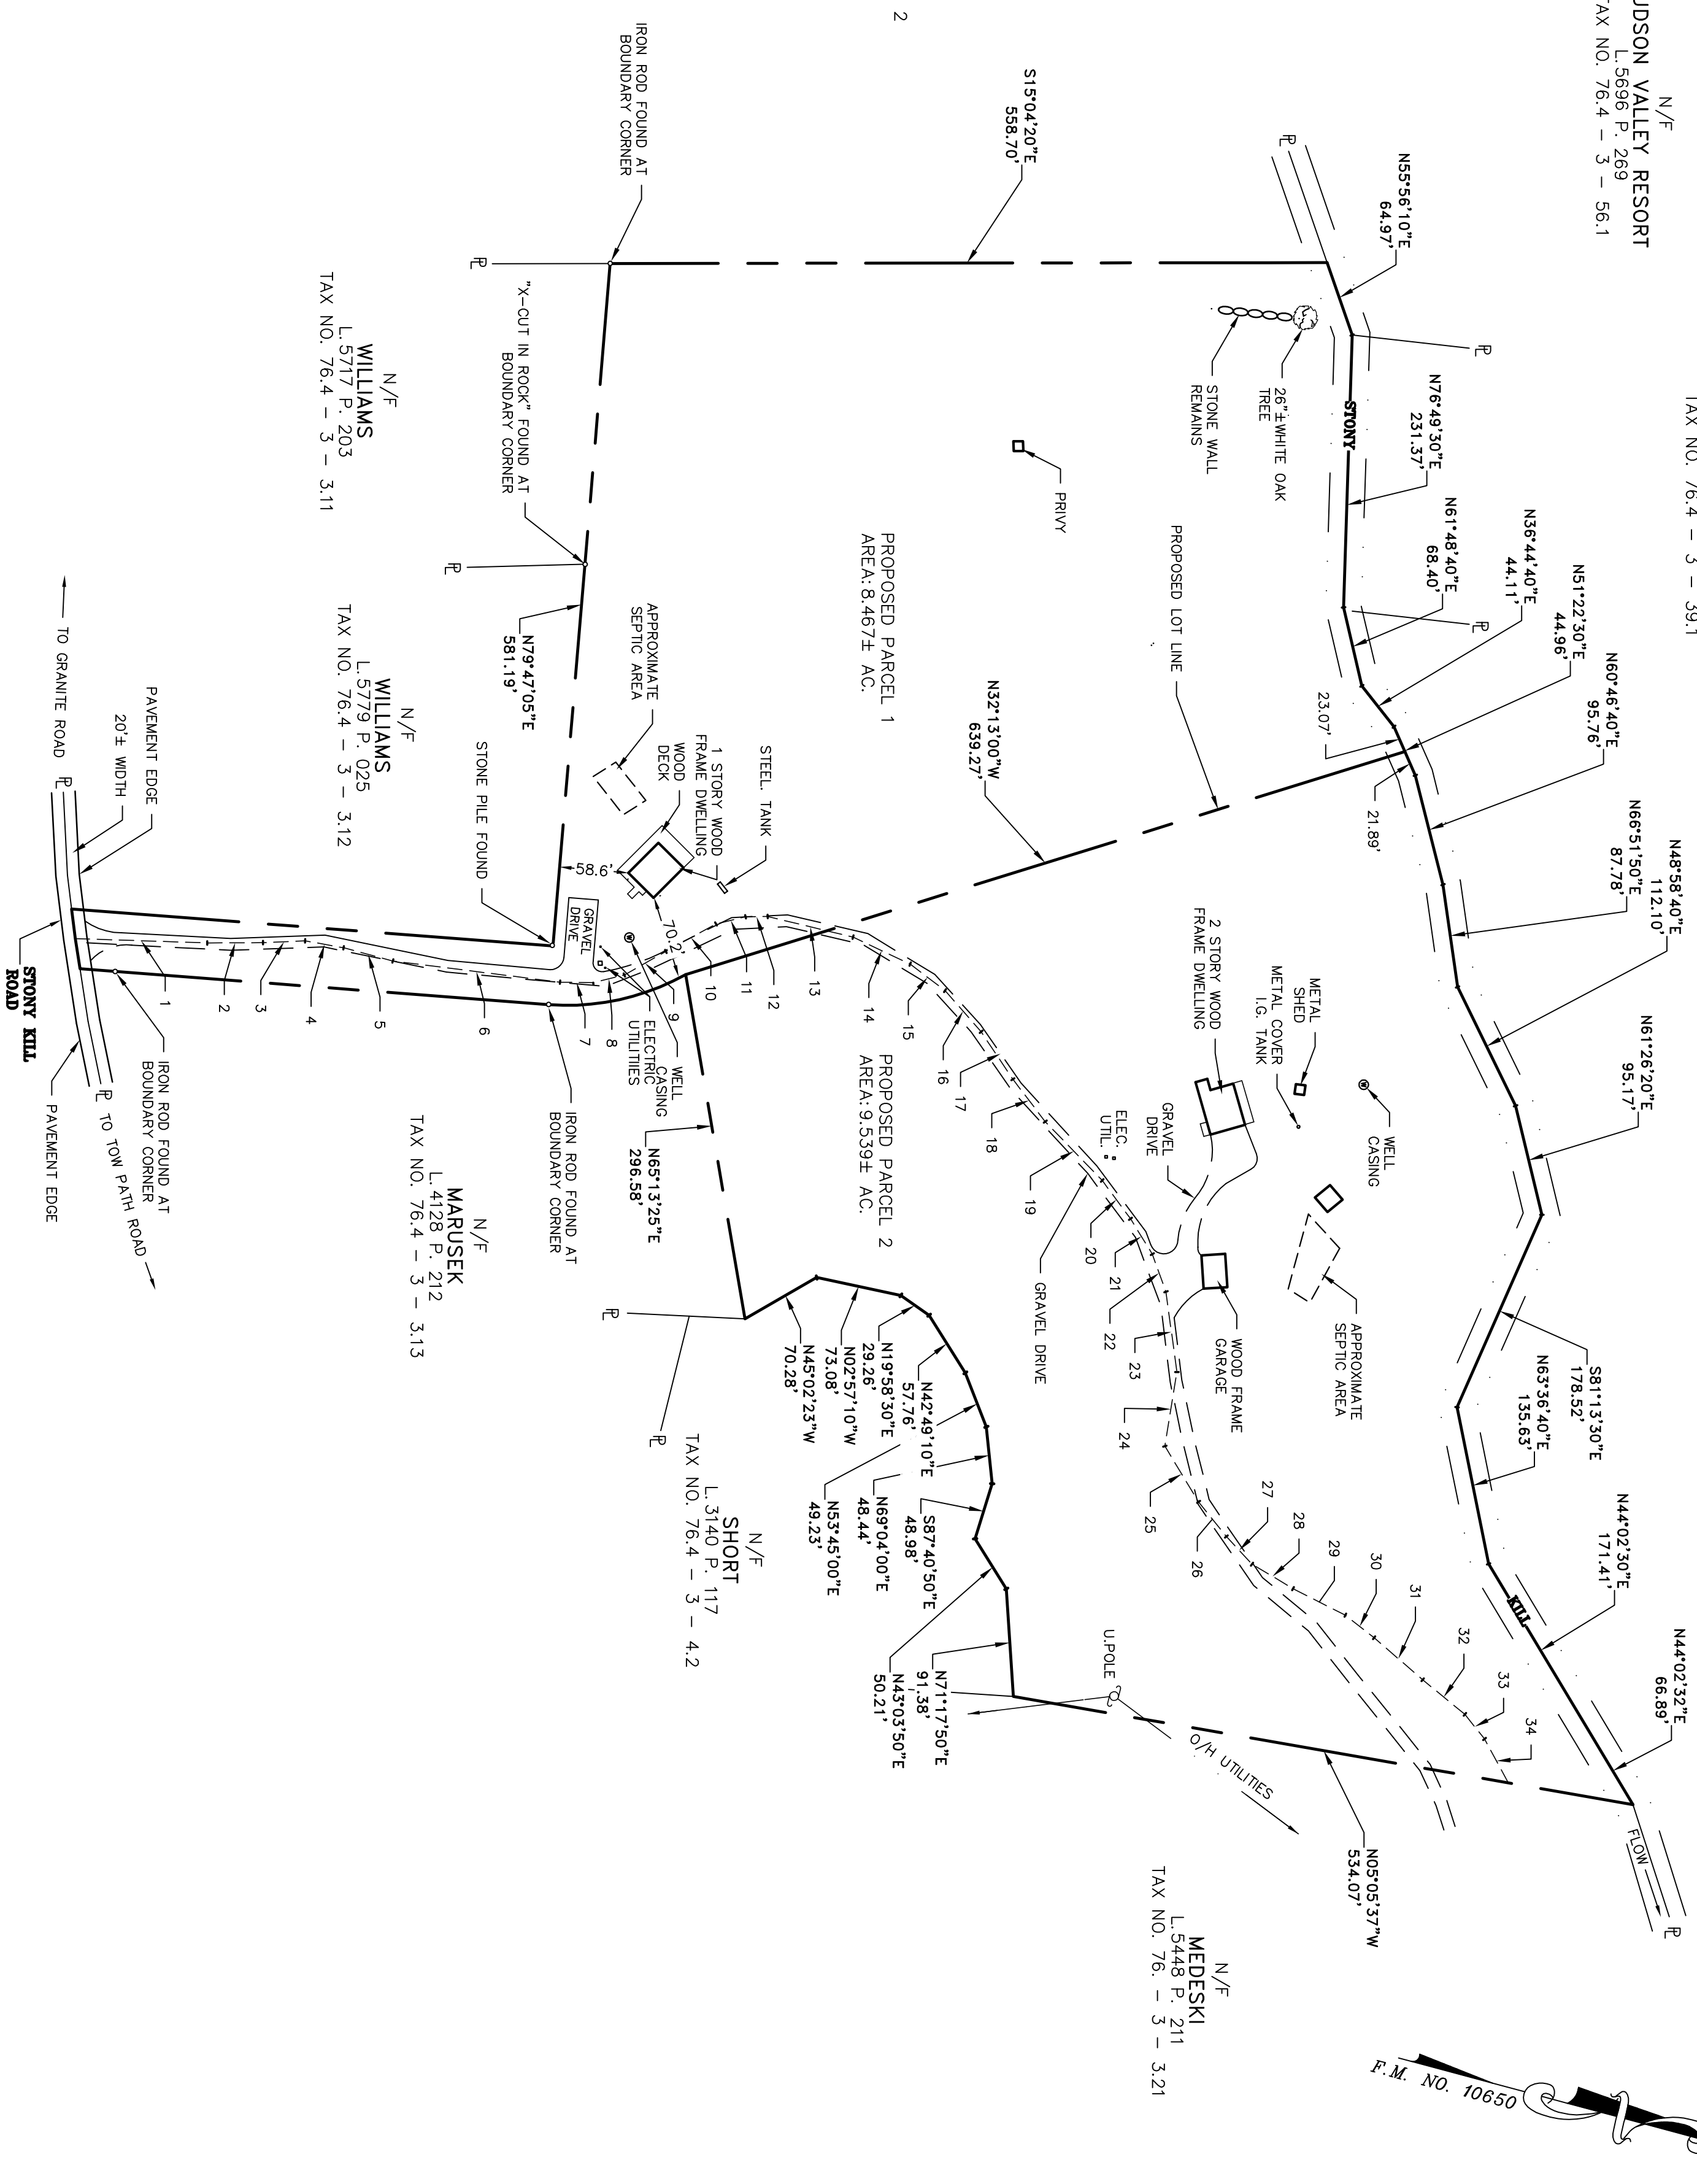 N/F
UDSON VALLEY RESORT
L.5696 P. 269
TAX NO. 76.4 - 3 - 56.1
TAX NO. 76.4 - 3 - 39.1
2
N55°56'10"E
64.97'
N76°49'30"E
231.37'
N61°48'40"E
68.40'
N36°44'40"E
44.11'
N51°22'30"E
44.96'
N60°46'40"E
95.76'
N66°51'50"E
87.78'
N48°58'40"E
112.10'
N61°26'20"E
95.17'
S81°13'30"E
178.52'
N63°36'40"E
135.63'
N44°02'30"E
171.41'
N44°02'32"E
66.89'
STONY
KILL
FLOW
23.07'
21.89'
S15°04'20"E
558.70'
26"±WHITE OAK
TREE
STONE WALL
REMAINS
PRIVY
PROPOSED LOT LINE
N32°13'00"W
639.27'
PROPOSED PARCEL 1
AREA:8.467± AC.
METAL
SHED
METAL COVER
I.G. TANK
WELL
CASING
2 STORY WOOD
FRAME DWELLING
GRAVEL
DRIVE
ELEC.
UTIL.
APPROXIMATE
SEPTIC AREA
WOOD FRAME
GARAGE
GRAVEL DRIVE
PROPOSED PARCEL 2
AREA:9.539± AC.
IRON ROD FOUND AT
BOUNDARY CORNER
"X-CUT IN ROCK" FOUND AT
BOUNDARY CORNER
N79°47'05"E
581.19'
APPROXIMATE
SEPTIC AREA
1 STORY WOOD
FRAME DWELLING
WOOD
DECK
STEEL TANK
58.6'
70.2'
GRAVEL
DRIVE
STONE PILE FOUND
WELL
CASING
ELECTRIC
UTILITIES
N65°13'25"E
296.58'
IRON ROD FOUND AT
BOUNDARY CORNER
N45°02'23"W
70.28'
N02°57'10"W
73.08'
N19°58'30"E
29.26'
N42°49'10"E
57.76'
N53°45'00"E
49.23'
N69°04'00"E
48.44'
S87°40'50"E
48.98'
N43°03'50"E
50.21'
N71°17'50"E
91.38'
U.POLE
O/H UTILITIES
N05°05'37"W
534.07'
1
2
3
4
5
6
7
8
9
10
11
12
13
14
15
16
17
18
19
20
21
22
23
24
25
26
27
28
29
30
31
32
33
34
N/F
WILLIAMS
L.5717 P. 203
TAX NO. 76.4 - 3 - 3.11
N/F
WILLIAMS
L.5779 P. 025
TAX NO. 76.4 - 3 - 3.12
N/F
MARUSEK
L. 4128 P. 212
TAX NO. 76.4 - 3 - 3.13
N/F
SHORT
L.3140 P. 117
TAX NO. 76.4 - 3 - 4.2
N/F
MEDESKI
L.5448 P. 211
TAX NO. 76. - 3 - 3.21
PAVEMENT EDGE
20'± WIDTH
TO GRANITE ROAD
STONY KILL
ROAD
IRON ROD FOUND AT
BOUNDARY CORNER
TO TOW PATH ROAD
PAVEMENT EDGE
F.M. NO. 10650